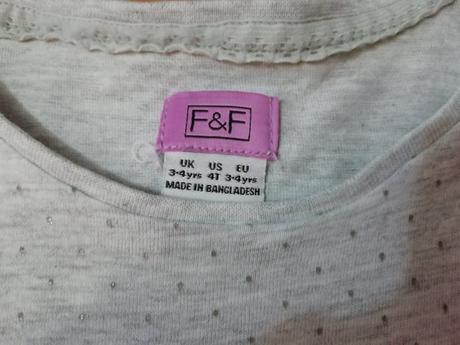 F&F
UK US EU
3-4yrs 4T 3-4yrs
MADE IN BANGLADESH